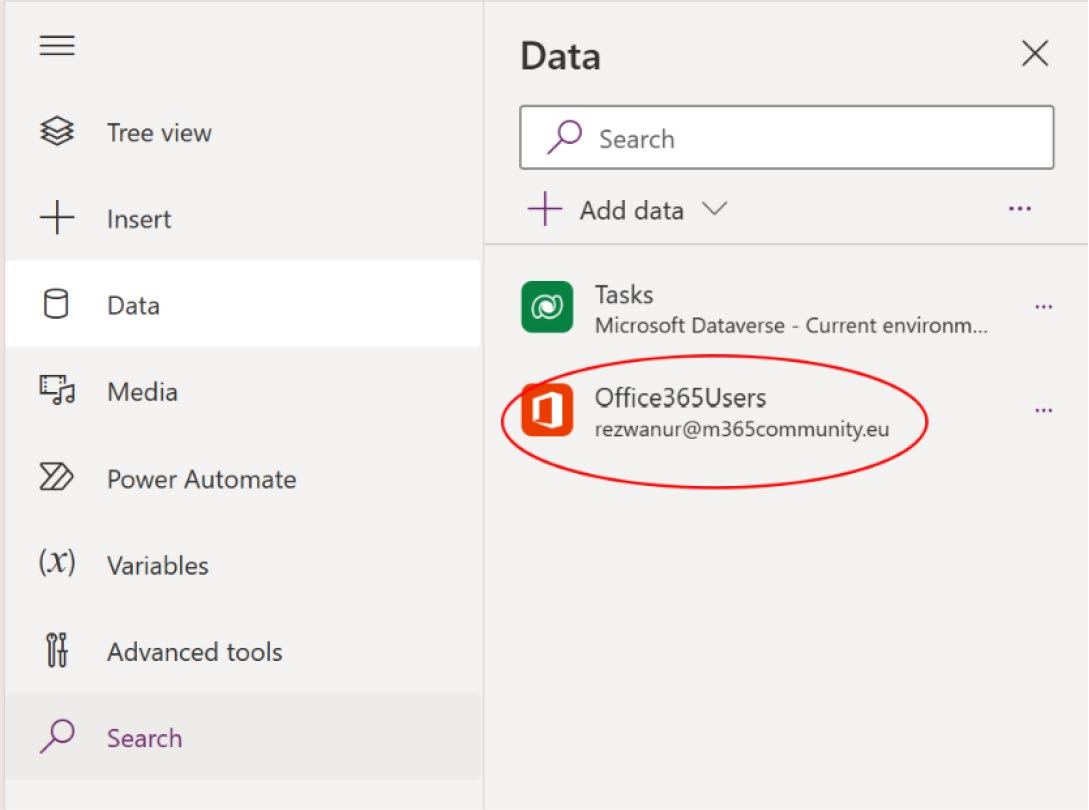 Tree view
Insert
Data
Media
Power Automate
(x) Variables
Advanced tools
Search
Data
Search
Add data
Tasks
Microsoft Dataverse - Current environm...
Office365Users
rezwanur@m365community.eu